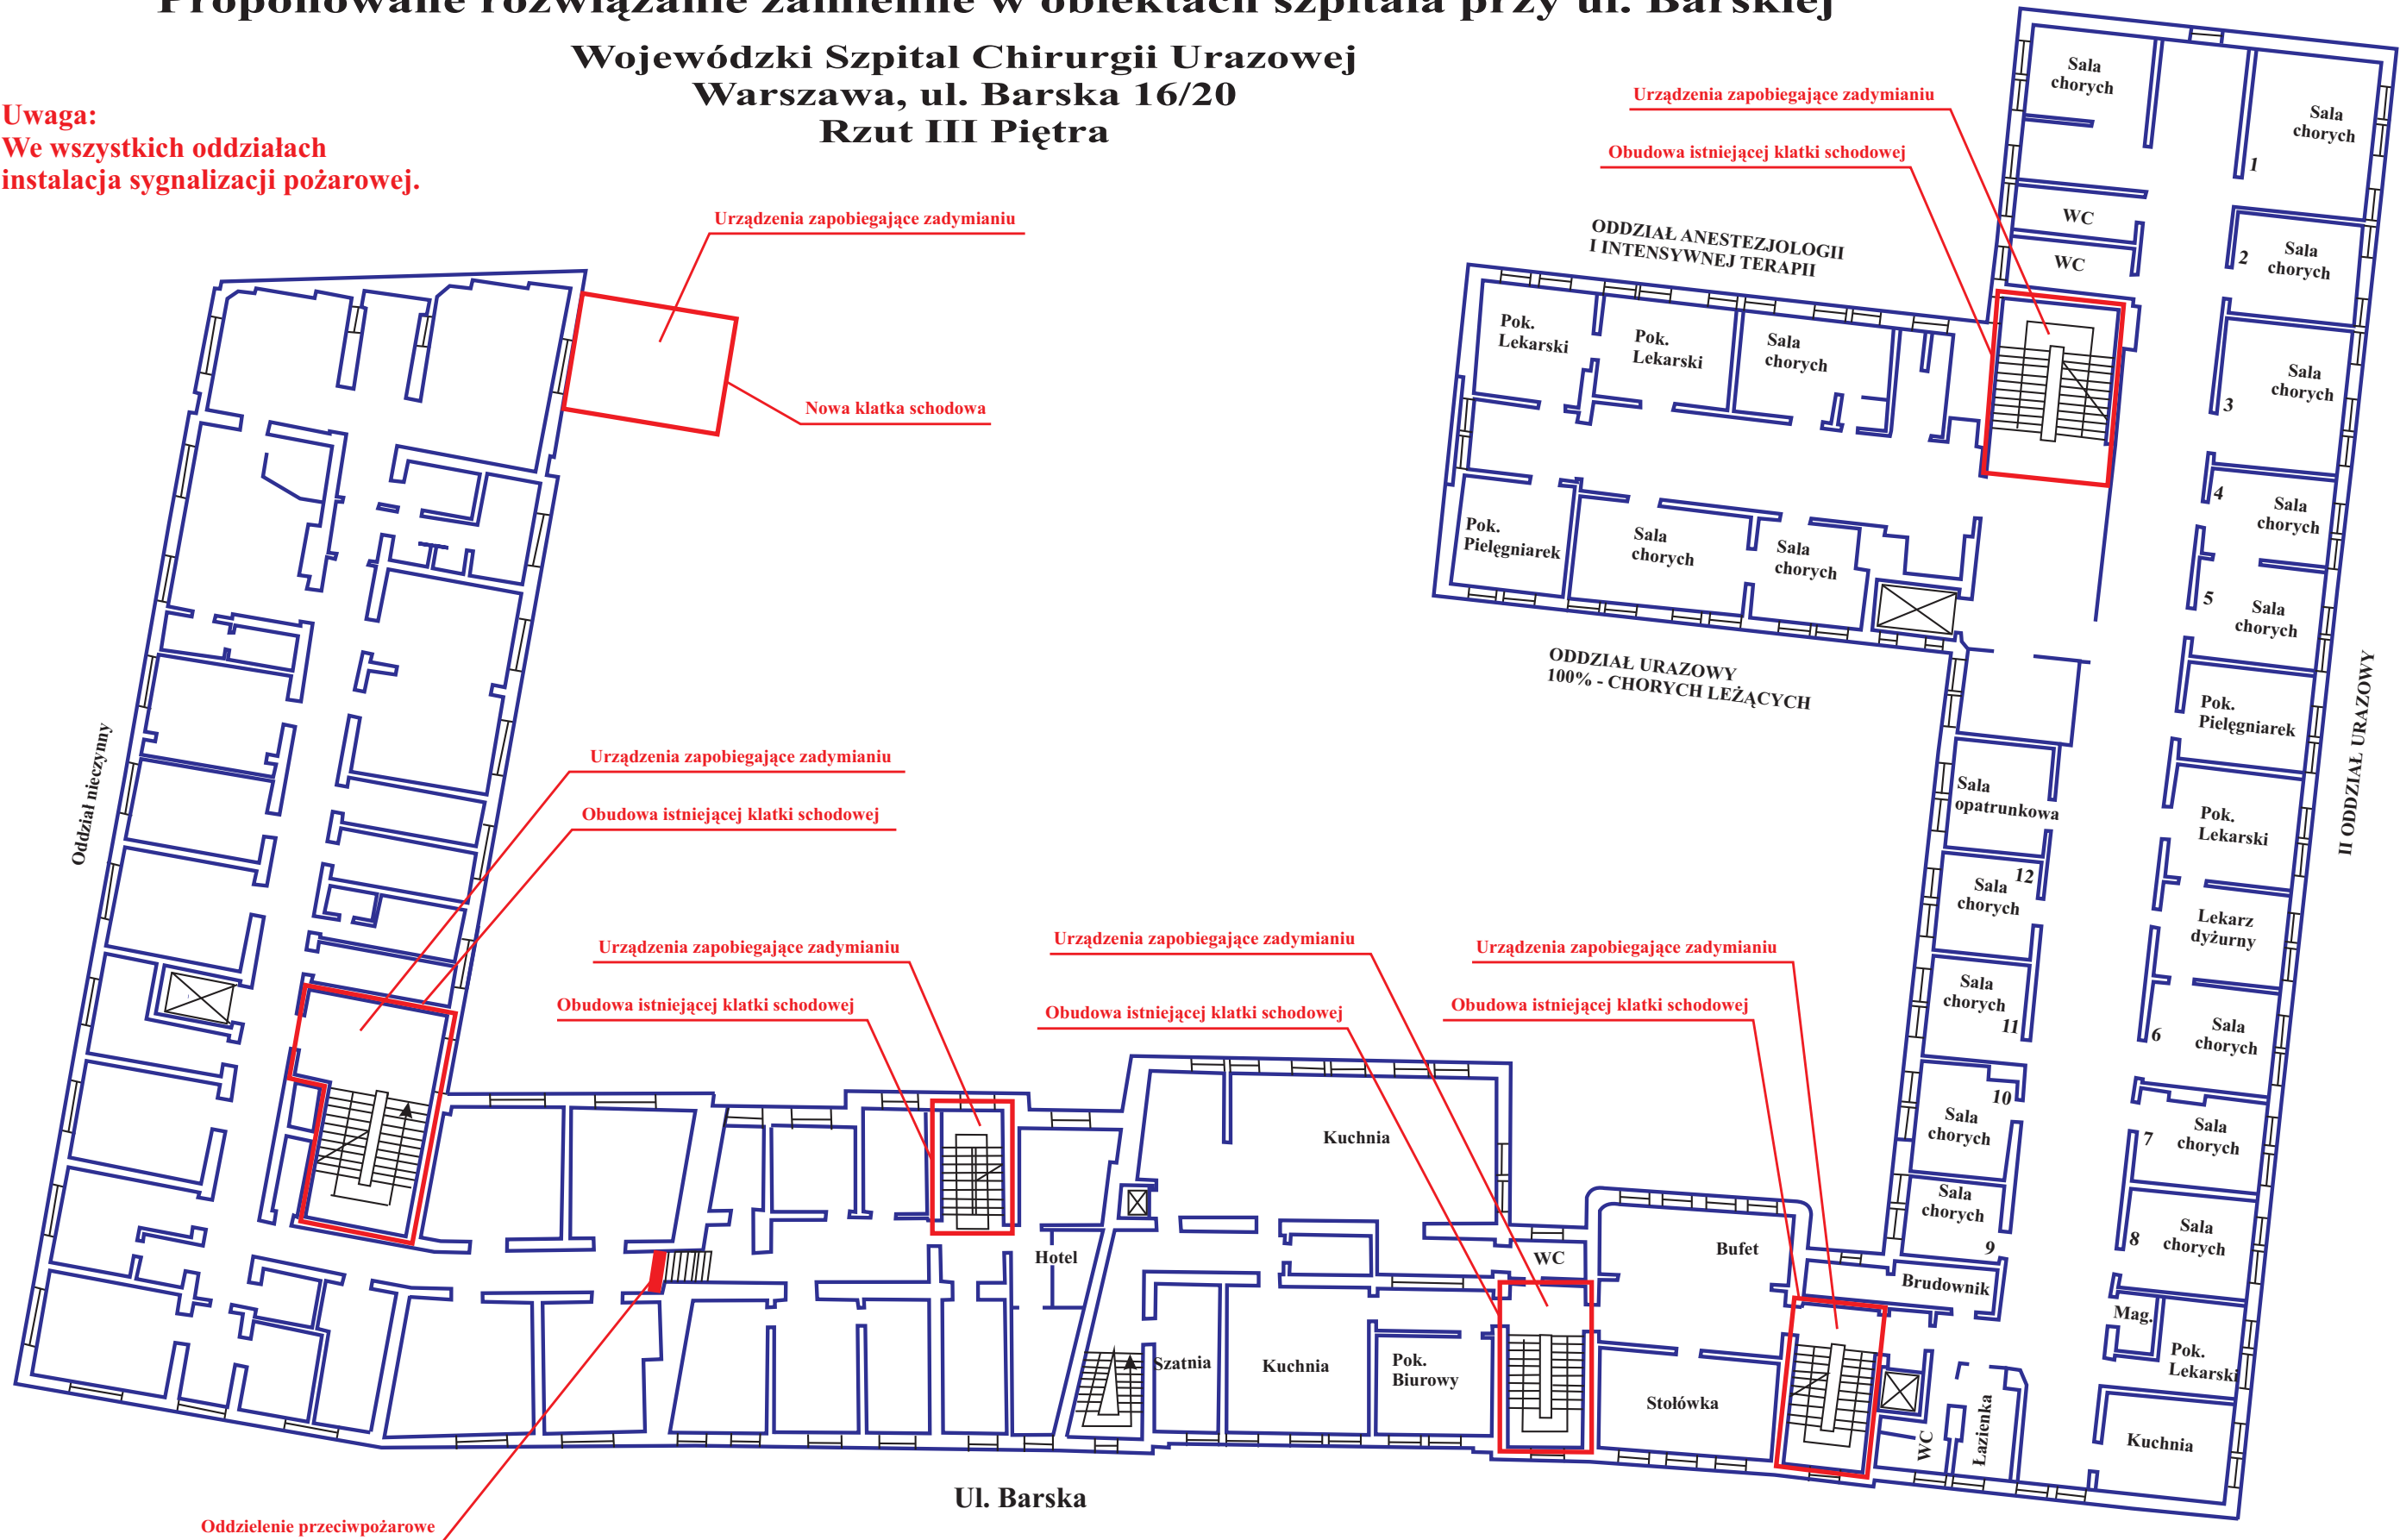 Proponowane rozwiązanie zamienne w obiektach szpitala przy ul. Barskiej
Wojewódzki Szpital Chirurgii Urazowej
Warszawa, ul. Barska 16/20
Rzut III Piętra
Uwaga:
We wszystkich oddziałach
instalacja sygnalizacji pożarowej.
Urządzenia zapobiegające zadymianiu
Nowa klatka schodowa
Urządzenia zapobiegające zadymianiu
Obudowa istniejącej klatki schodowej
ODDZIAŁ ANESTEZJOLOGII
I INTENSYWNEJ TERAPII
Pok.
Lekarski
Pok.
Lekarski
Sala
chorych
Pok.
Pielęgniarek
Sala
chorych
Sala
chorych
ODDZIAŁ URAZOWY
100% - CHORYCH LEŻĄCYCH
Sala
chorych
WC
WC
Sala
chorych
1
Sala
chorych
2
Sala
chorych
3
Sala
chorych
4
Sala
chorych
5
Pok.
Pielęgniarek
Pok.
Lekarski
Lekarz
dyżurny
Sala
chorych
6
Sala
chorych
7
Sala
chorych
8
Mag.
Pok.
Lekarski
Kuchnia
II ODDZIAŁ URAZOWY
Sala
opatrunkowa
12
Sala
chorych
Sala
chorych
11
10
Sala
chorych
Sala
chorych
9
Brudownik
Łazienka
WC
Oddział nieczynny
Urządzenia zapobiegające zadymianiu
Obudowa istniejącej klatki schodowej
Urządzenia zapobiegające zadymianiu
Obudowa istniejącej klatki schodowej
Urządzenia zapobiegające zadymianiu
Obudowa istniejącej klatki schodowej
Urządzenia zapobiegające zadymianiu
Obudowa istniejącej klatki schodowej
Kuchnia
Hotel
WC
Bufet
Szatnia
Kuchnia
Pok.
Biurowy
Stołówka
Ul. Barska
Oddzielenie przeciwpożarowe